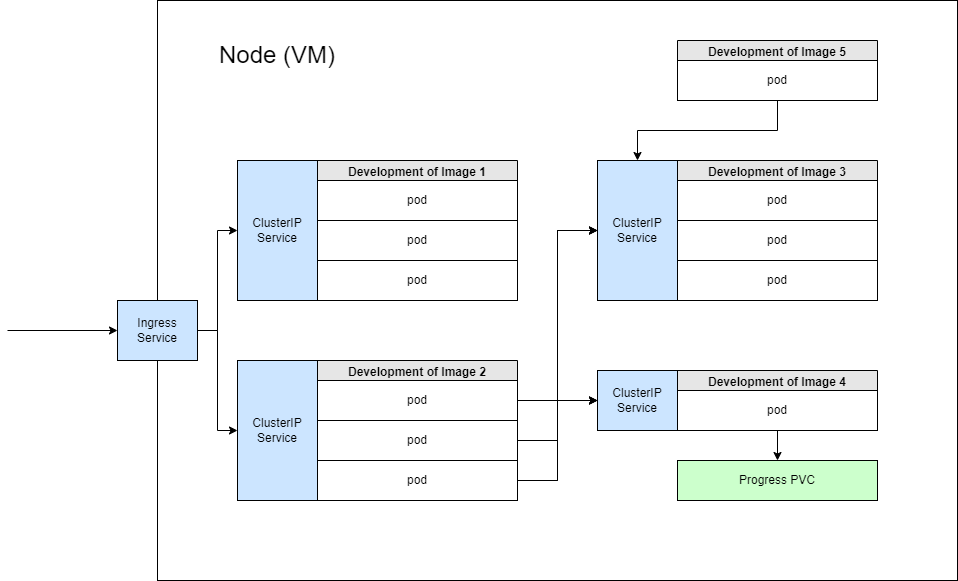 Node (VM)
Development of Image 5
pod
ClusterIP
Service
Development of Image 1
pod
pod
pod
ClusterIP
Service
Development of Image 3
pod
pod
pod
Ingress
Service
ClusterIP
Service
Development of Image 2
pod
pod
pod
ClusterIP
Service
Development of Image 4
pod
Progress PVC